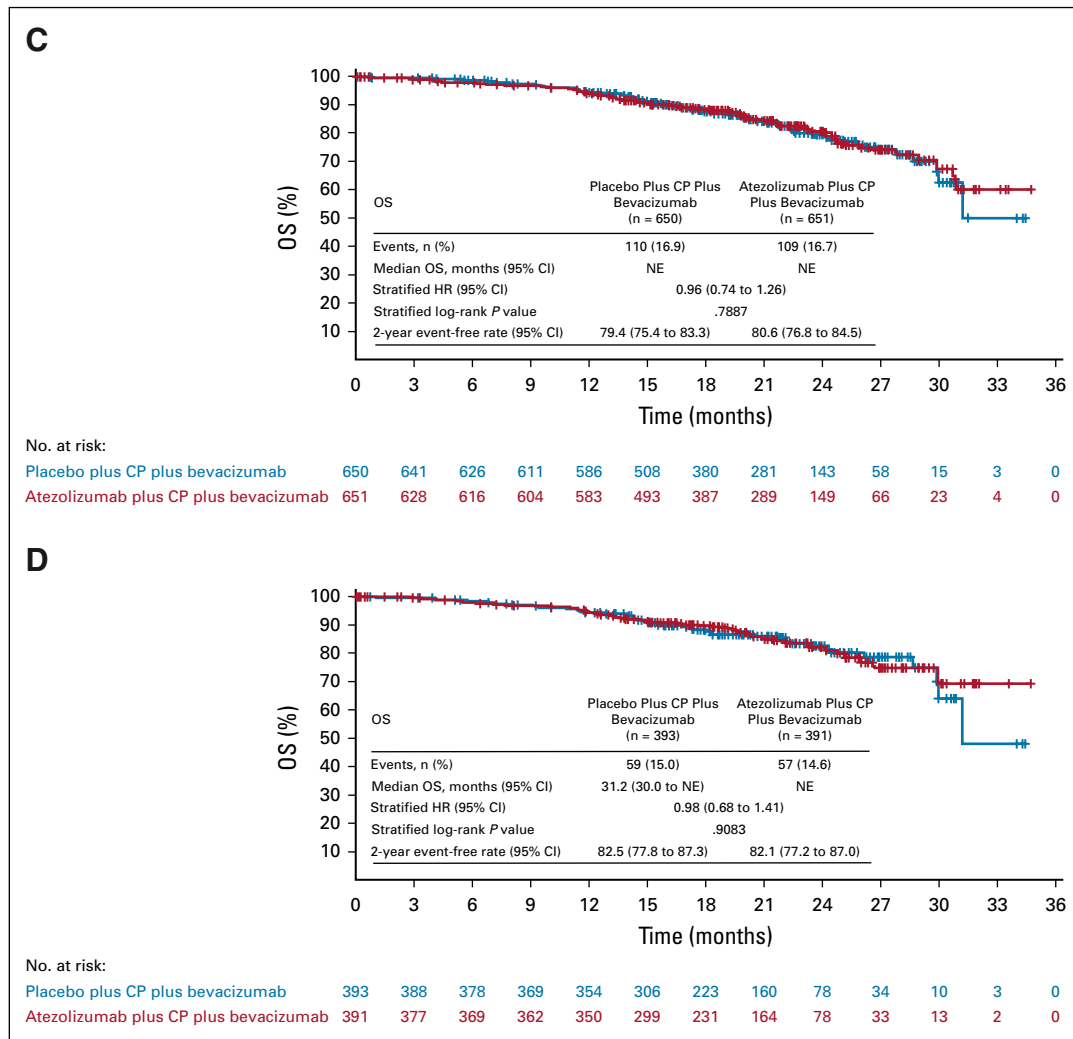 C
100
90
80
70
60
50
40
30
20
10
OS (%)
OS
Placebo Plus CP Plus Bevacizumab (n = 650)
Atezolizumab Plus CP Plus Bevacizumab (n = 651)
Events, n (%) 110 (16.9) 109 (16.7)
Median OS, months (95% CI) NE NE
Stratified HR (95% CI) 0.96 (0.74 to 1.26)
Stratified log-rank P value .7887
2-year event-free rate (95% CI) 79.4 (75.4 to 83.3) 80.6 (76.8 to 84.5)
0 3 6 9 12 15 18 21 24 27 30 33 36
Time (months)
No. at risk:
Placebo plus CP plus bevacizumab 650 641 626 611 586 508 380 281 143 58 15 3 0
Atezolizumab plus CP plus bevacizumab 651 628 616 604 583 493 387 289 149 66 23 4 0
D
100
90
80
70
60
50
40
30
20
10
OS (%)
OS
Placebo Plus CP Plus Bevacizumab (n = 393)
Atezolizumab Plus CP Plus Bevacizumab (n = 391)
Events, n (%) 59 (15.0) 57 (14.6)
Median OS, months (95% CI) 31.2 (30.0 to NE) NE
Stratified HR (95% CI) 0.98 (0.68 to 1.41)
Stratified log-rank P value .9083
2-year event-free rate (95% CI) 82.5 (77.8 to 87.3) 82.1 (77.2 to 87.0)
0 3 6 9 12 15 18 21 24 27 30 33 36
Time (months)
No. at risk:
Placebo plus CP plus bevacizumab 393 388 378 369 354 306 223 160 78 34 10 3 0
Atezolizumab plus CP plus bevacizumab 391 377 369 362 350 299 231 164 78 33 13 2 0